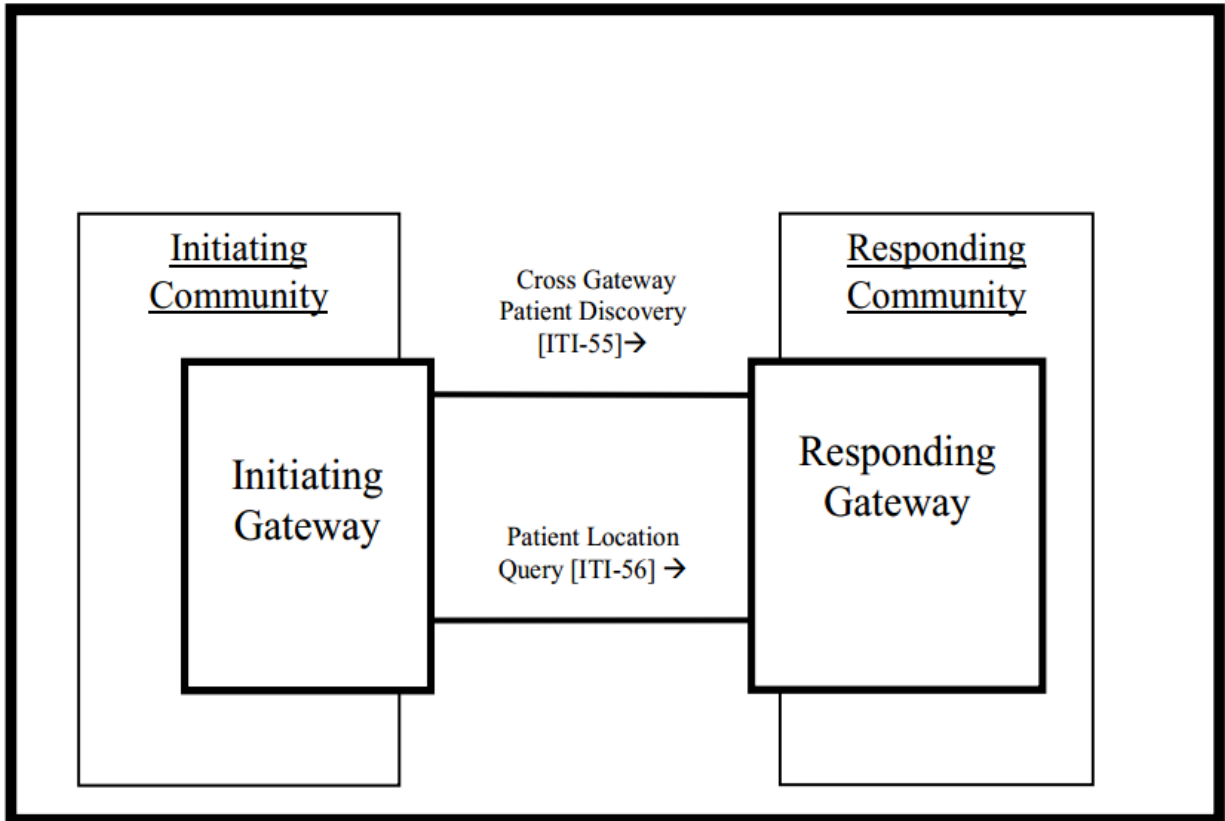 Initiating
Community
Responding
Community
Cross Gateway
Patient Discovery
[ITI-55]→
Initiating
Gateway
Responding
Gateway
Patient Location
Query [ITI-56] →